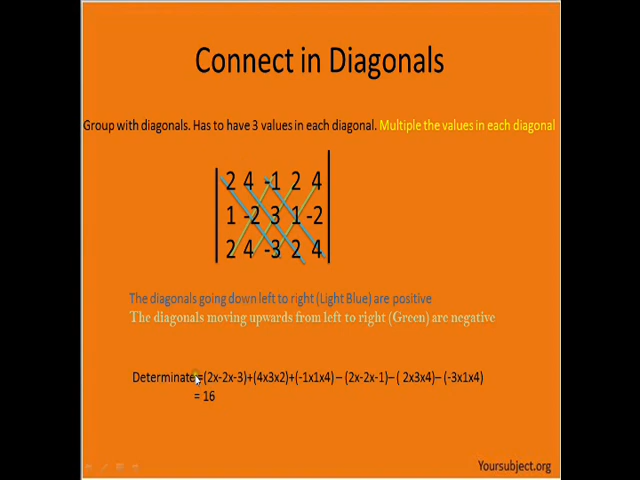 Connect in Diagonals
Group with diagonals. Has to have 3 values in each diagonal. Multiple the values in each diagonal
2 4 -1 2 4
1 -2 3 1 -2
2 4 -3 2 4
The diagonals going down left to right (Light Blue) are positive
The diagonals moving upwards from left to right (Green) are negative
Determinate=(2x-2x-3)+(4x3x2)+(-1x1x4) – (2x-2x-1)– ( 2x3x4)– (-3x1x4)
= 16
Yoursubject.org